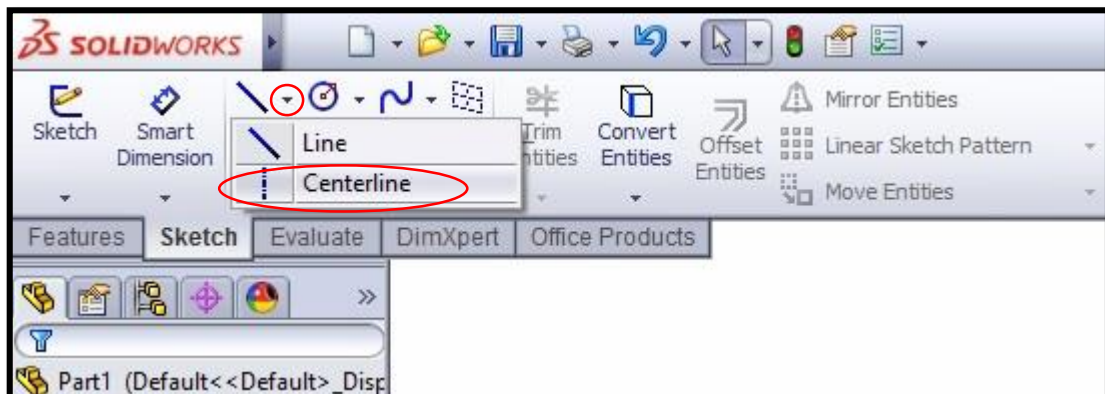 SOLIDWORKS
Sketch
Smart
Dimension
Line
Centerline
Trim
Entities
Convert
Entities
Offset
Entities
Mirror Entities
Linear Sketch Pattern
Move Entities
Features Sketch Evaluate DimXpert Office Products
Part1 (Default<<Default>_Disp